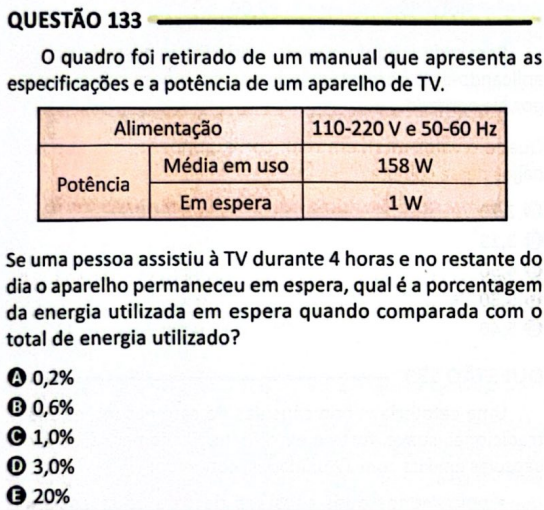 QUESTÃO 133
O quadro foi retirado de um manual que apresenta as
especificações e a potência de um aparelho de TV.
Alimentação 110-220 V e 50-60 Hz
Potência Média em uso 158 W
Em espera 1 W
Se uma pessoa assistiu à TV durante 4 horas e no restante do
dia o aparelho permaneceu em espera, qual é a porcentagem
da energia utilizada em espera quando comparada com o
total de energia utilizado?
A 0,2%
B 0,6%
C 1,0%
D 3,0%
E 20%